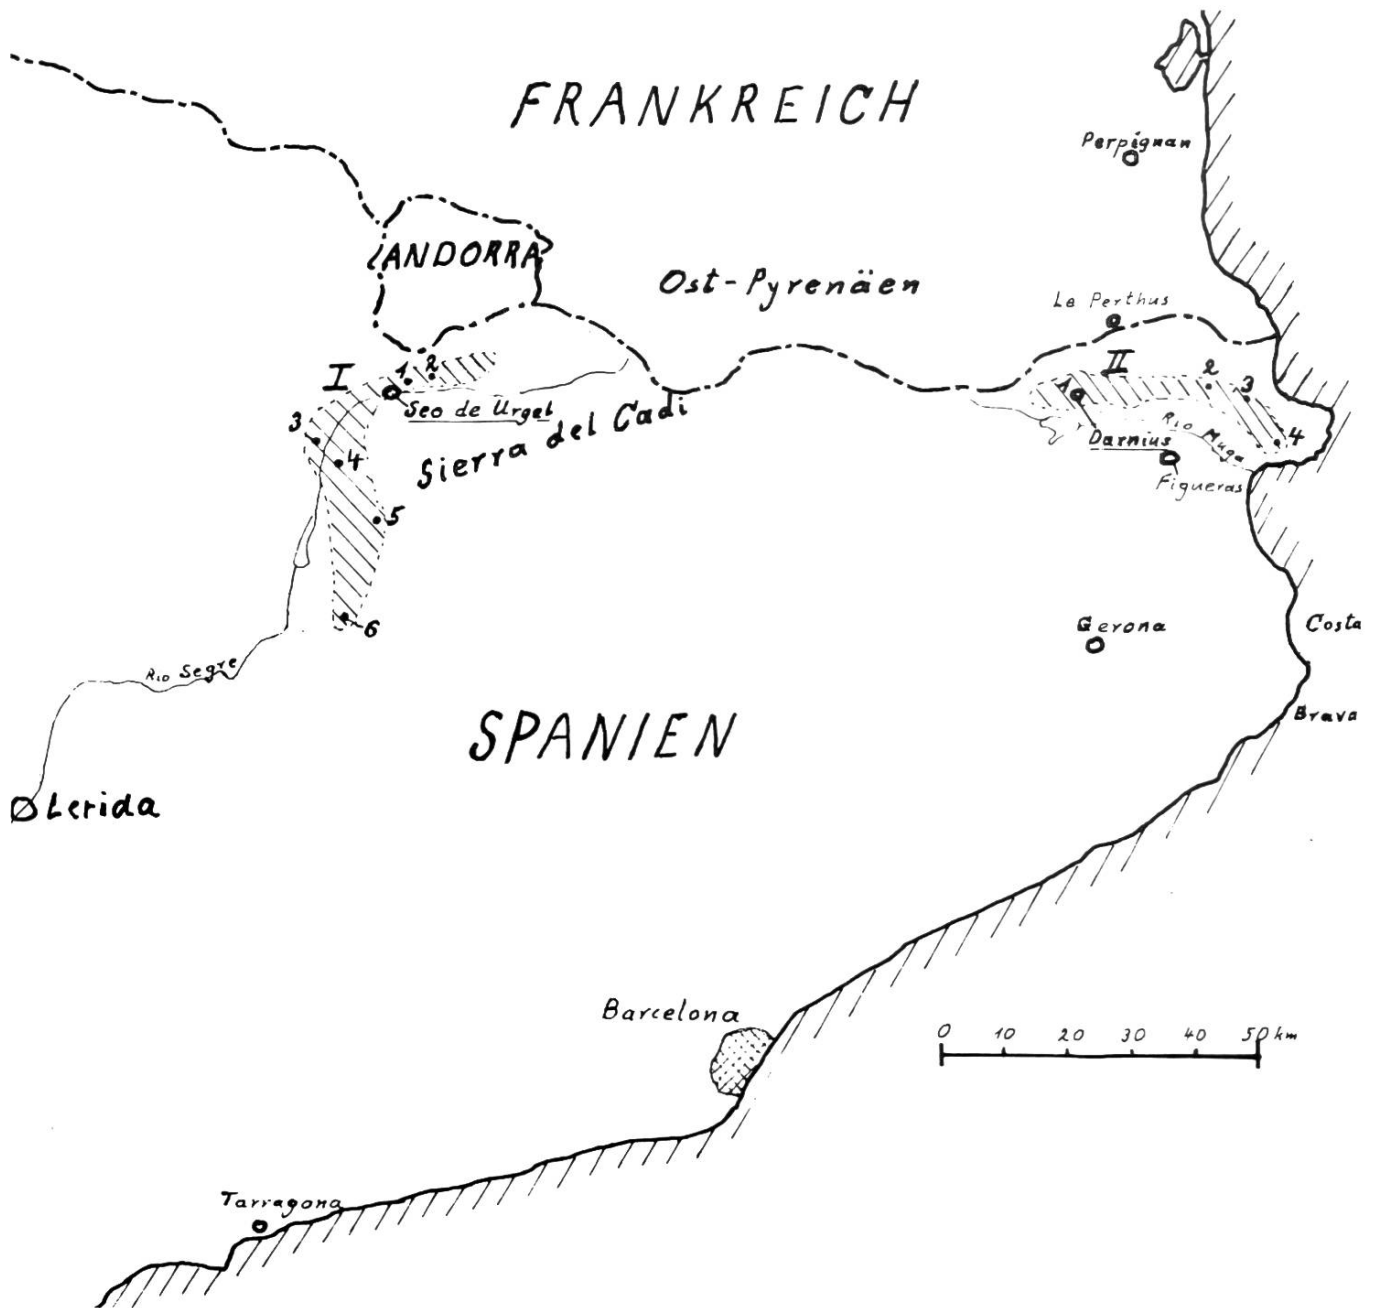 FRANKREICH
Perpignan
ANDORRA
Ost-Pyrenäen
Le Perthus
I
1
2
II
1
2
3
Seo de Urgel
3
4
Sierra del Cadi
Rio Muga
4
Darnius
Figueras
5
6
Gerona
Costa
Rio Segre
Brava
SPANIEN
Lerida
Barcelona
0 10 20 30 40 50 km
Tarragona